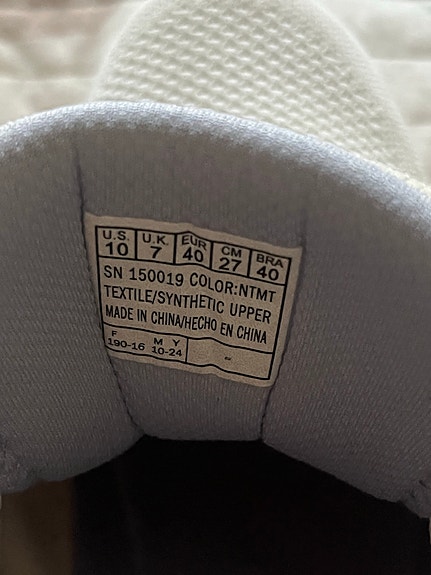 U.S. U.K. EUR CM BRA
10 7 40 27 40
SN 150019 COLOR:NTMT
TEXTILE/SYNTHETIC UPPER
MADE IN CHINA/HECHO EN CHINA
F M Y
190-16 10-24